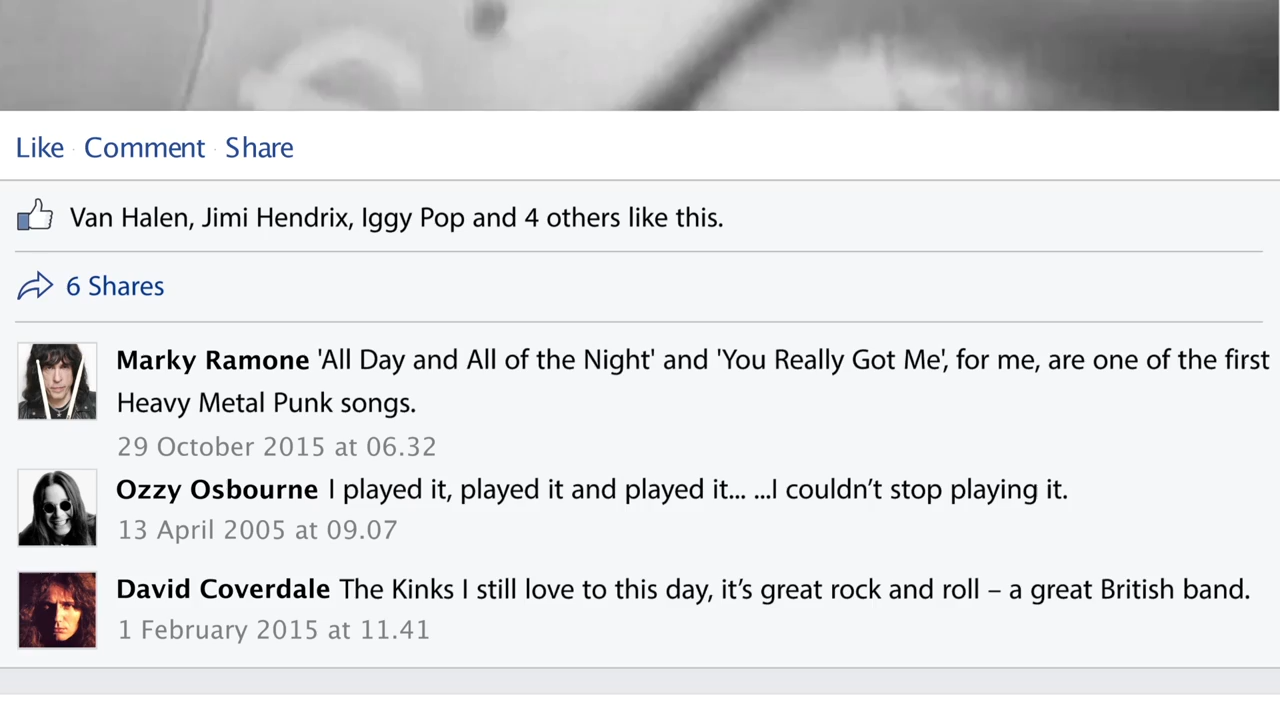 Like · Comment · Share
Van Halen, Jimi Hendrix, Iggy Pop and 4 others like this.
6 Shares
Marky Ramone 'All Day and All of the Night' and 'You Really Got Me', for me, are one of the first
Heavy Metal Punk songs.
29 October 2015 at 06.32
Ozzy Osbourne I played it, played it and played it... ...I couldn’t stop playing it.
13 April 2005 at 09.07
David Coverdale The Kinks I still love to this day, it’s great rock and roll – a great British band.
1 February 2015 at 11.41